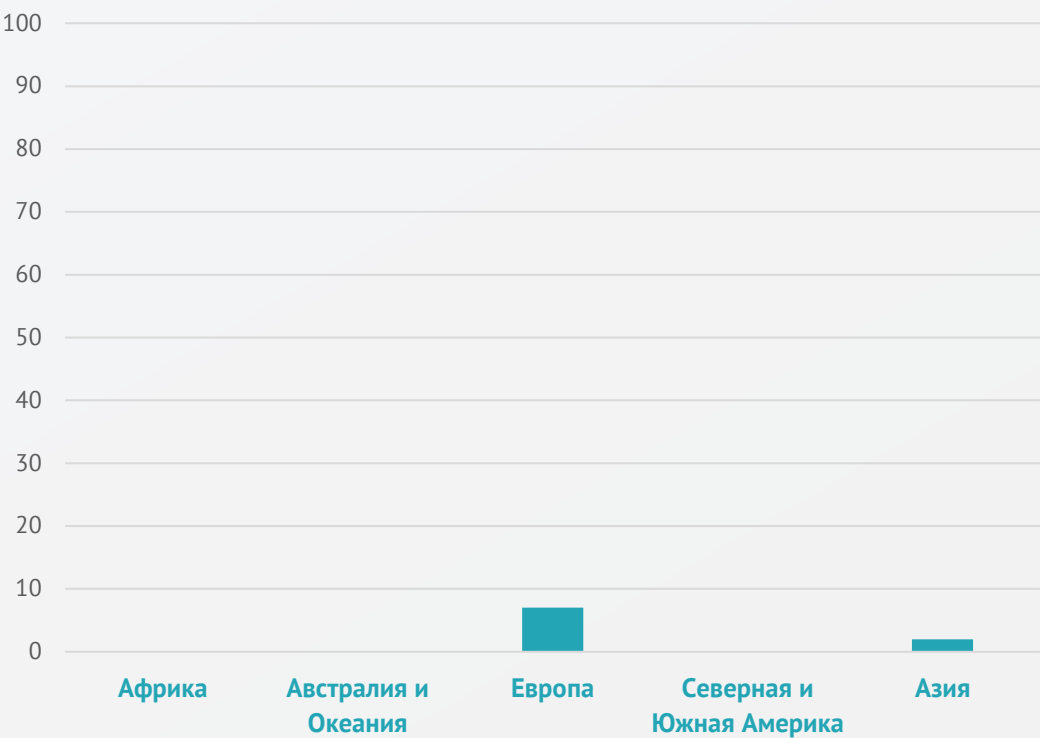 100
90
80
70
60
50
40
30
20
10
0
Африка
Австралия и
Океания
Европа
Северная и
Южная Америка
Азия